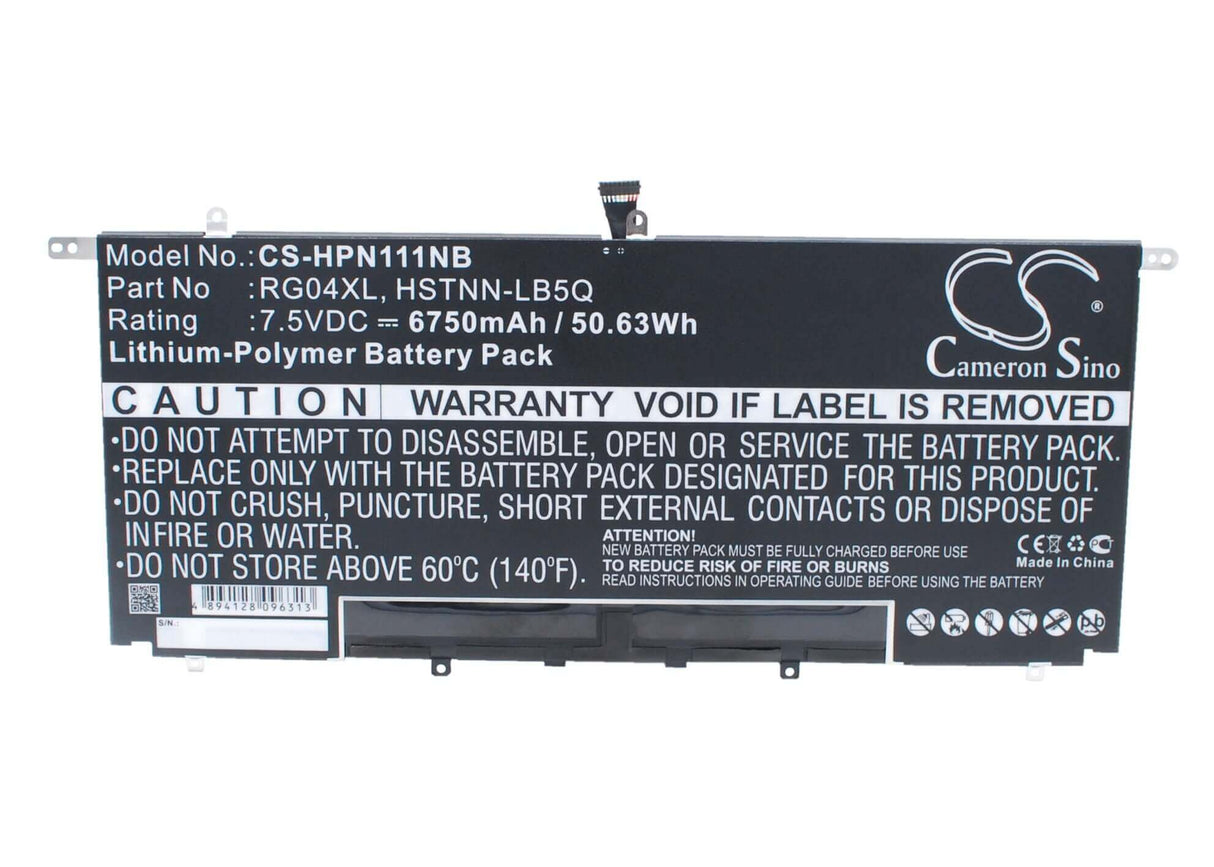 Model No.: CS-HPN111NB
Part No : RG04XL, HSTNN-LB5Q
Rating : 7.5VDC ⎓ 6750mAh / 50.63Wh
Lithium-Polymer Battery Pack
Cameron Sino ®
CAUTION WARRANTY VOID IF LABEL IS REMOVED
•DO NOT ATTEMPT TO DISASSEMBLE, OPEN OR SERVICE THE BATTERY PACK.
•REPLACE ONLY WITH THE BATTERY PACK DESIGNATED FOR THIS PRODUCT.
•DO NOT CRUSH, PUNCTURE, SHORT EXTERNAL CONTACTS OR DISPOSE OF
INFIRE OR WATER.
•DO NOT STORE ABOVE 60°C (140°F).
ATTENTION!
NEW BATTERY PACK MUST BE FULLY CHARGED BEFORE USE
TO REDUCE RISK OF FIRE OR BURNS
READ INSTRUCTIONS IN OPERATING GUIDE BEFORE USING THE BATTERY
CE
Made In China
4 894128 096313
S/N.:
Pb